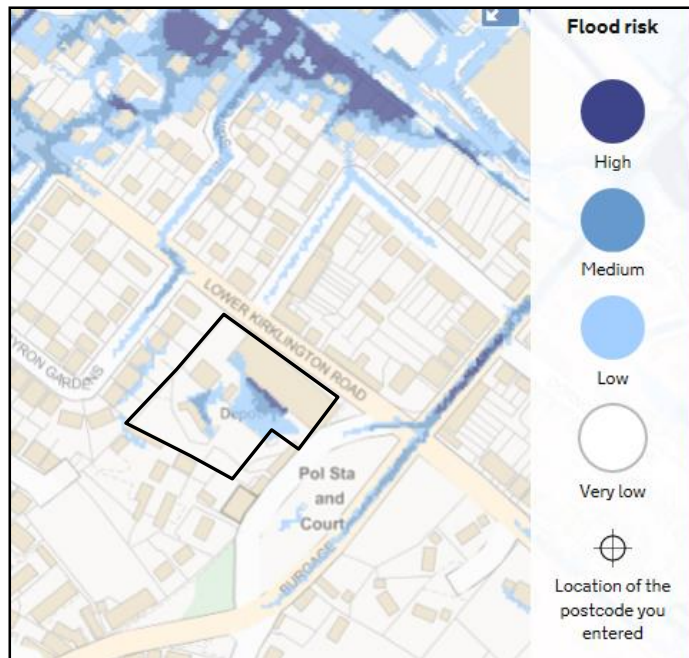 Flood risk
High
Medium
Low
Very low
Location of the
postcode you
entered
LOWER KIRKLINGTON ROAD
YRON GARDENS
Depot
Pol Sta
and
Court
BURGAGE